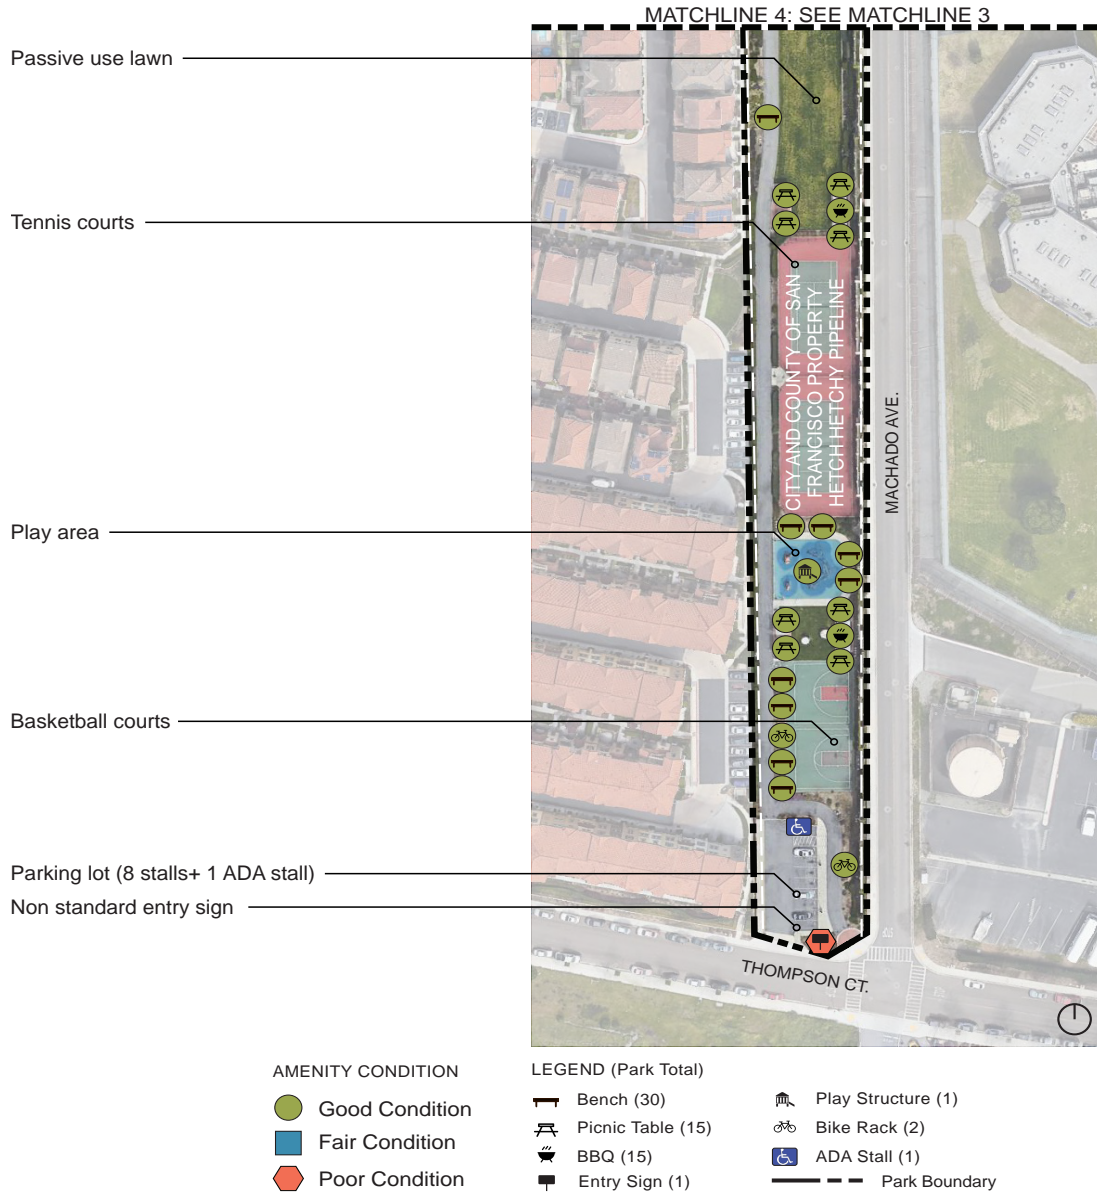 MATCHLINE 4: SEE MATCHLINE 3
Passive use lawn
Tennis courts
CITY AND COUNTY OF SAN
FRANCISCO PROPERTY
HETCH HETCHY PIPELINE
MACHADO AVE.
Play area
Basketball courts
Parking lot (8 stalls+ 1 ADA stall)
Non standard entry sign
THOMPSON CT.
AMENITY CONDITION
Good Condition
Fair Condition
Poor Condition
LEGEND (Park Total)
Bench (30)
Picnic Table (15)
BBQ (15)
Entry Sign (1)
Play Structure (1)
Bike Rack (2)
ADA Stall (1)
Park Boundary